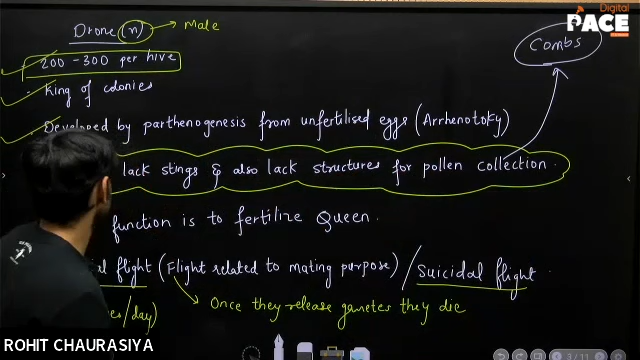 Drone (n) → Male
Digital
PACE
Combs
200 - 300 per hive
King of colonies
Developed by parthenogenesis from unfertilised eggs (Arrhenotoky)
lack stings & also lack structures for pollen collection.
function is to fertilize Queen.
flight (Flight related to mating purpose) / Suicidal flight.
/day) → Once they release gametes they die
ROHIT CHAURASIYA